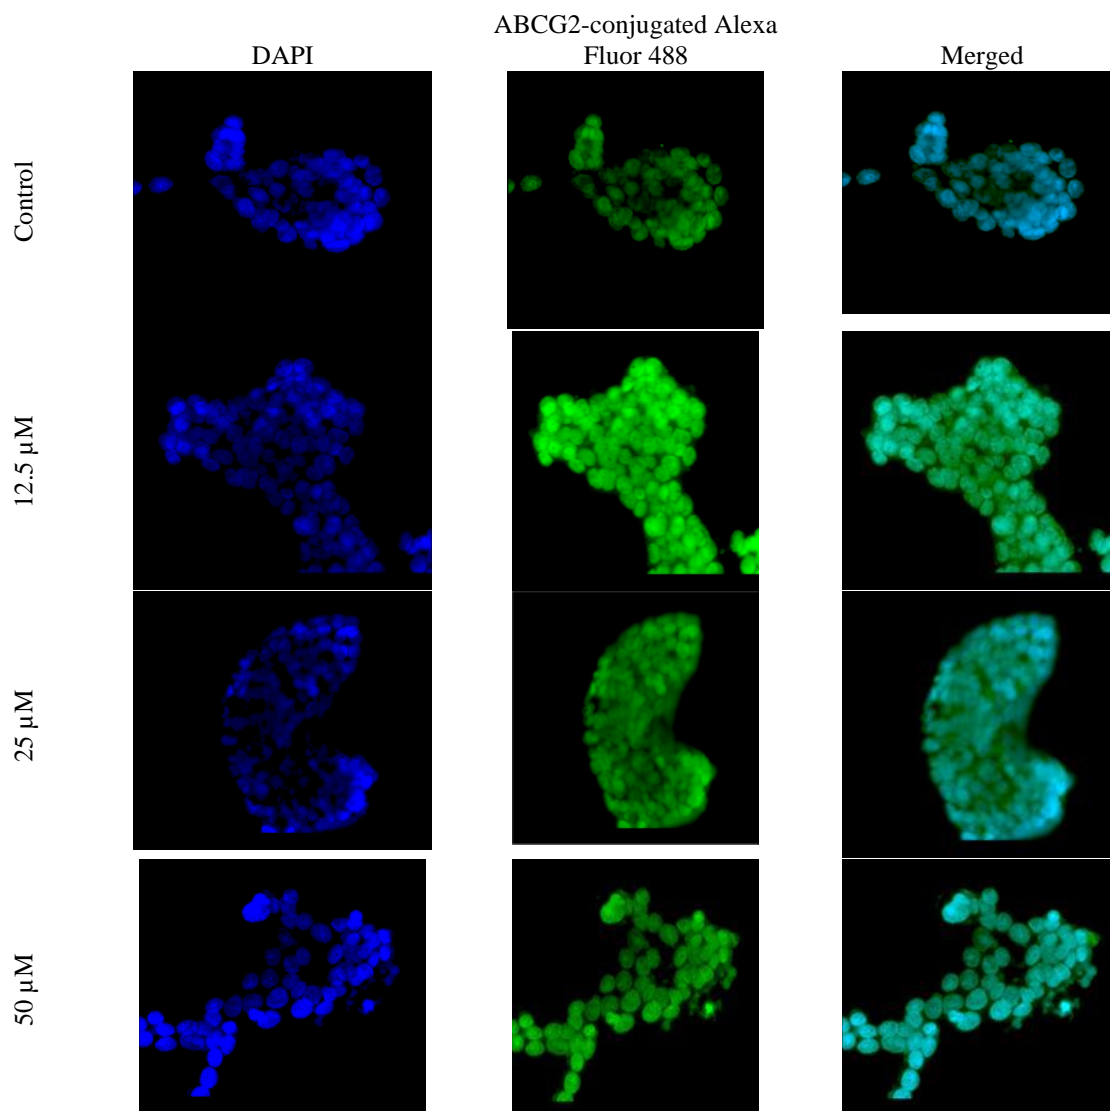 ABCG2-conjugated Alexa
DAPI Fluor 488 Merged
Control
12.5 µM
25 µM
50 µM